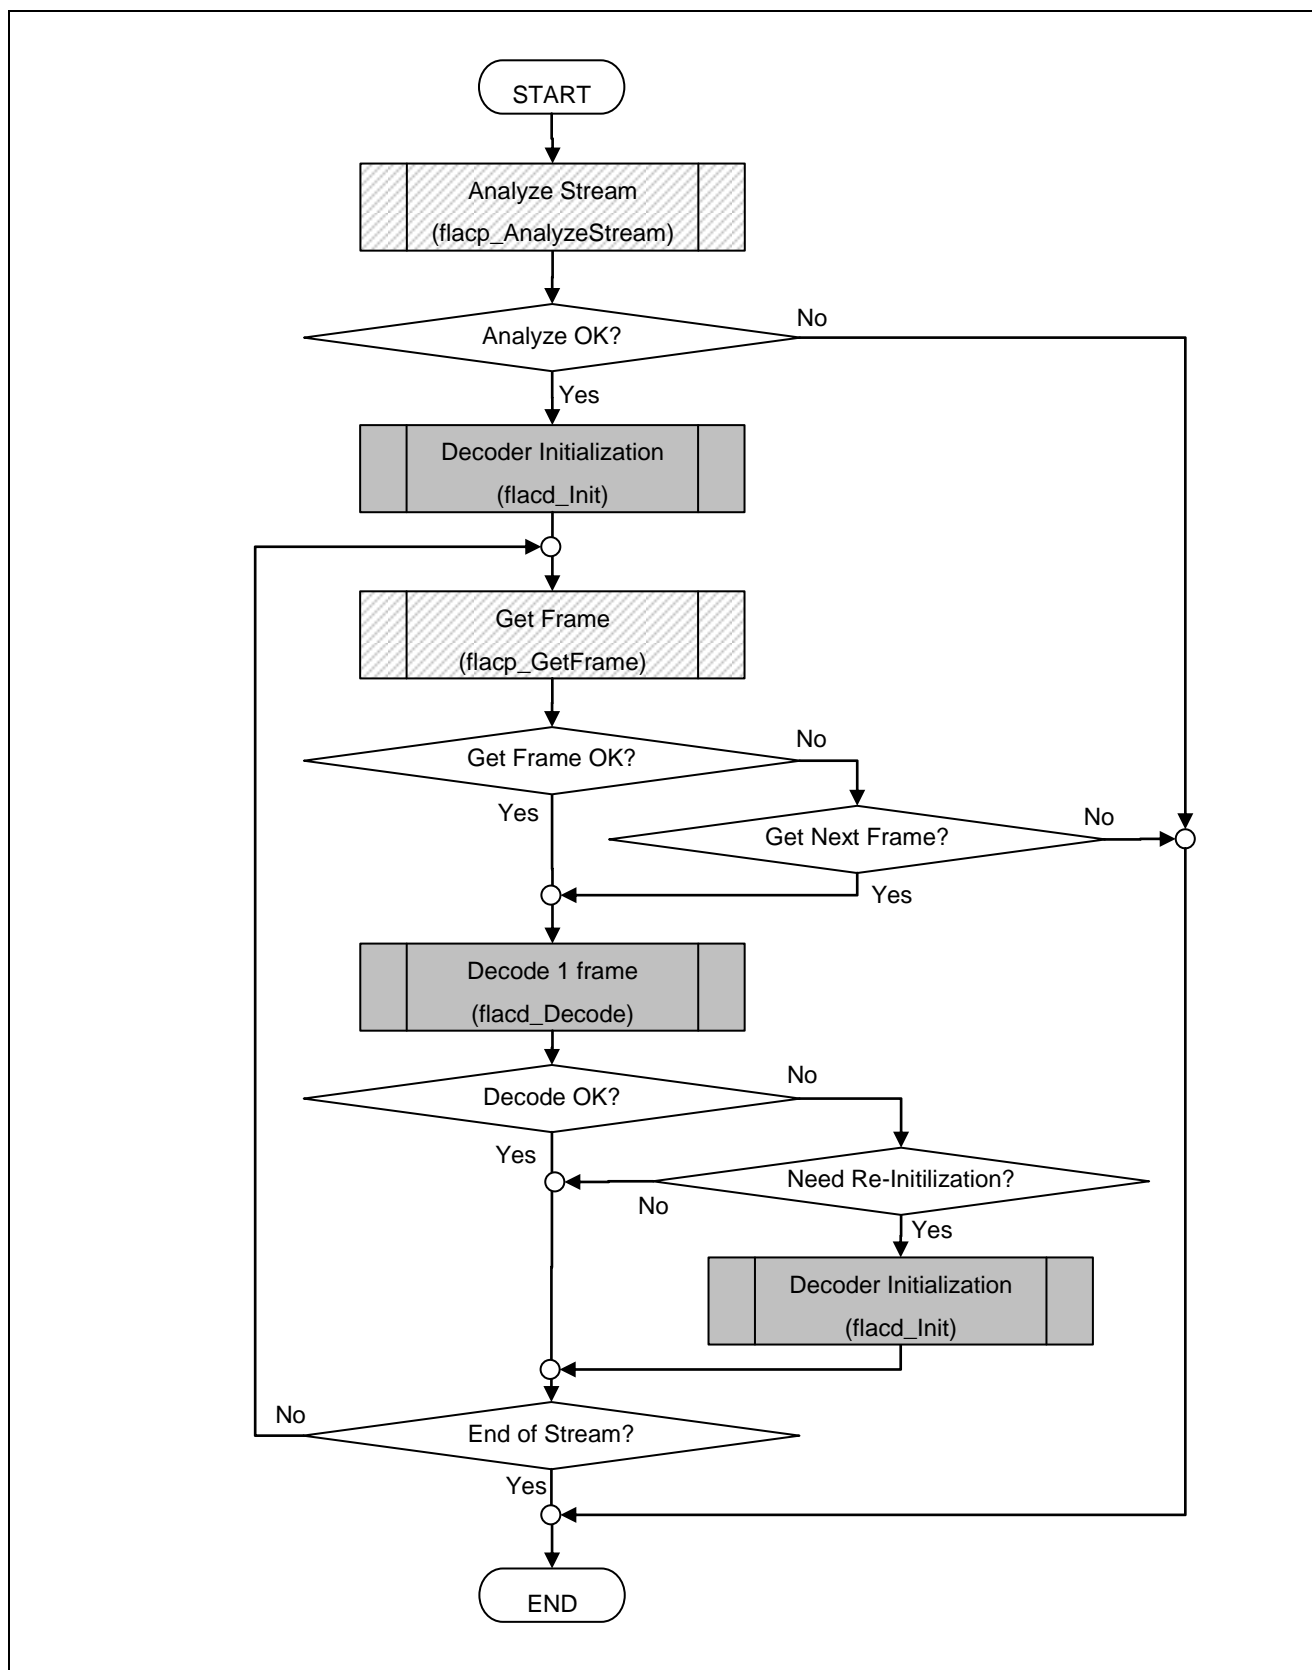 START
Analyze Stream
(flacp_AnalyzeStream)
Analyze OK?
No
Yes
Decoder Initialization
(flacd_Init)
Get Frame
(flacp_GetFrame)
Get Frame OK?
No
Yes
Get Next Frame?
No
Yes
Decode 1 frame
(flacd_Decode)
Decode OK?
No
Yes
Need Re-Initilization?
No
Yes
Decoder Initialization
(flacd_Init)
End of Stream?
No
Yes
END